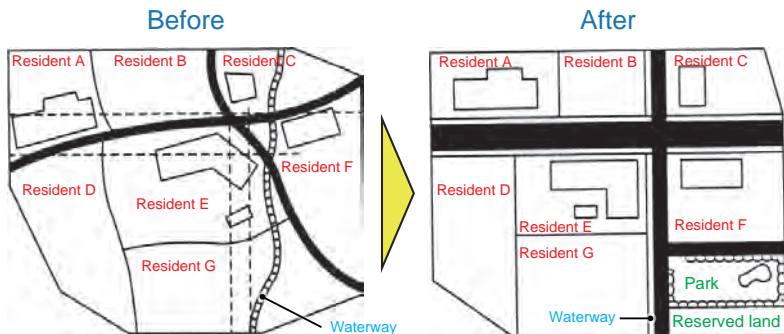 Before
After
Resident A
Resident B
Resident C
Resident D
Resident E
Resident F
Resident G
Waterway
Resident A
Resident B
Resident C
Resident D
Resident E
Resident F
Resident G
Park
Waterway
Reserved land